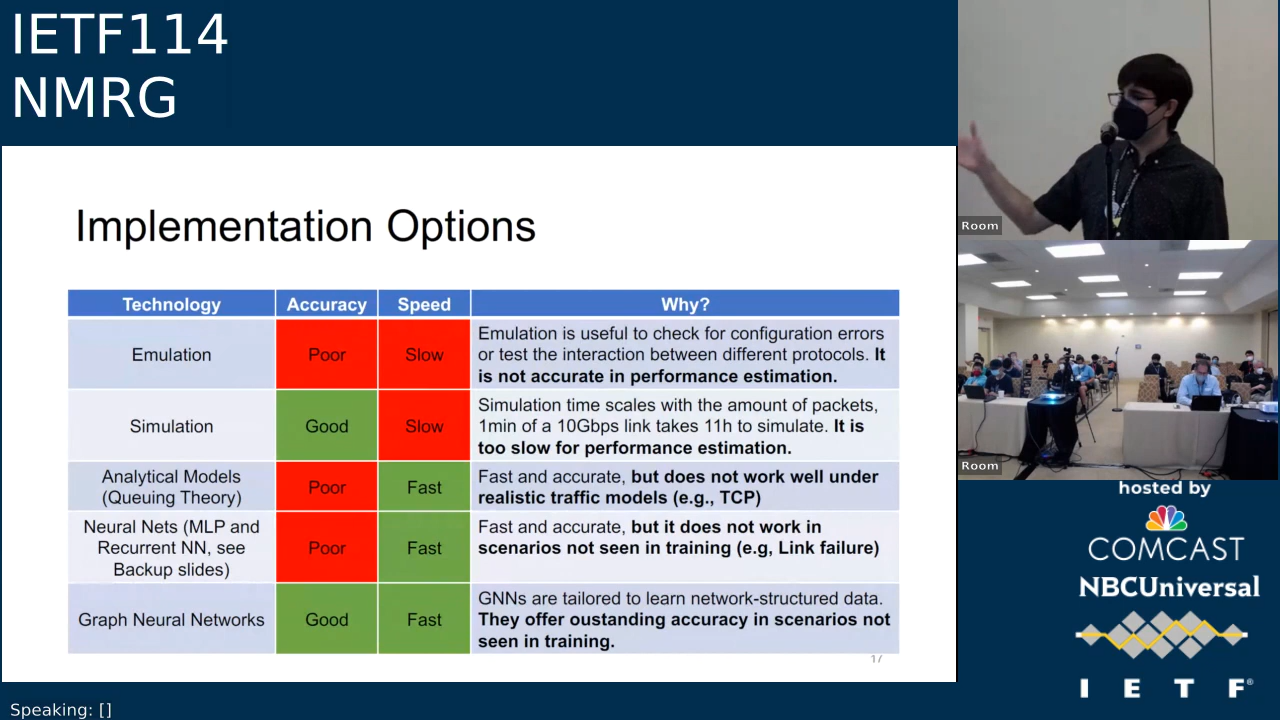 IETF114
NMRG
Room
Implementation Options
Technology Accuracy Speed Why?
Emulation Poor Slow
Emulation is useful to check for configuration errors
or test the interaction between different protocols. It
is not accurate in performance estimation.
Simulation Good Slow
Simulation time scales with the amount of packets,
1min of a 10Gbps link takes 11h to simulate. It is
too slow for performance estimation.
Analytical Models
(Queuing Theory)
Poor Fast
Fast and accurate, but does not work well under
realistic traffic models (e.g., TCP)
Neural Nets (MLP and
Recurrent NN, see
Backup slides)
Poor Fast
Fast and accurate, but it does not work in
scenarios not seen in training (e.g, Link failure)
Graph Neural Networks Good Fast
GNNs are tailored to learn network-structured data.
They offer oustanding accuracy in scenarios not
seen in training.
17
Room
hosted by
COMCAST
NBCUniversal
I E T F®
Speaking: []